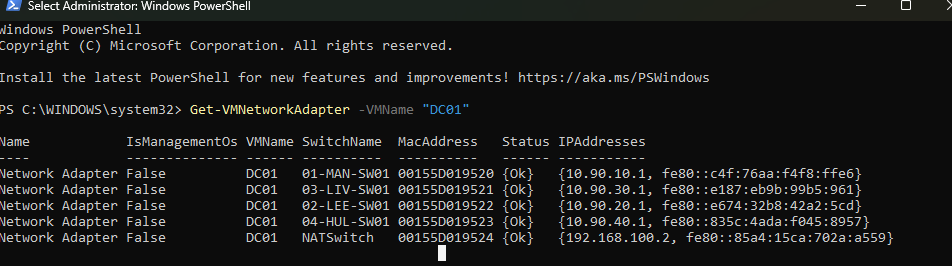 Select Administrator: Windows PowerShell
Windows PowerShell
Copyright (C) Microsoft Corporation. All rights reserved.
Install the latest PowerShell for new features and improvements! https://aka.ms/PSWindows
PS C:\WINDOWS\system32> Get-VMNetworkAdapter -VMName "DC01"
Name IsManagementOs VMName SwitchName MacAddress Status IPAddresses
---- -------------- ------ ---------- ---------- ------ -----------
Network Adapter False DC01 01-MAN-SW01 00155D019520 {Ok} {10.90.10.1, fe80::c4f:76aa:f4f8:ffe6}
Network Adapter False DC01 03-LIV-SW01 00155D019521 {Ok} {10.90.30.1, fe80::e187:eb9b:99b5:961}
Network Adapter False DC01 02-LEE-SW01 00155D019522 {Ok} {10.90.20.1, fe80::e674:32b8:42a2:5cd}
Network Adapter False DC01 04-HUL-SW01 00155D019523 {Ok} {10.90.40.1, fe80::835c:4ada:f045:8957}
Network Adapter False DC01 NATSwitch 00155D019524 {Ok} {192.168.100.2, fe80::85a4:15ca:702a:a559}